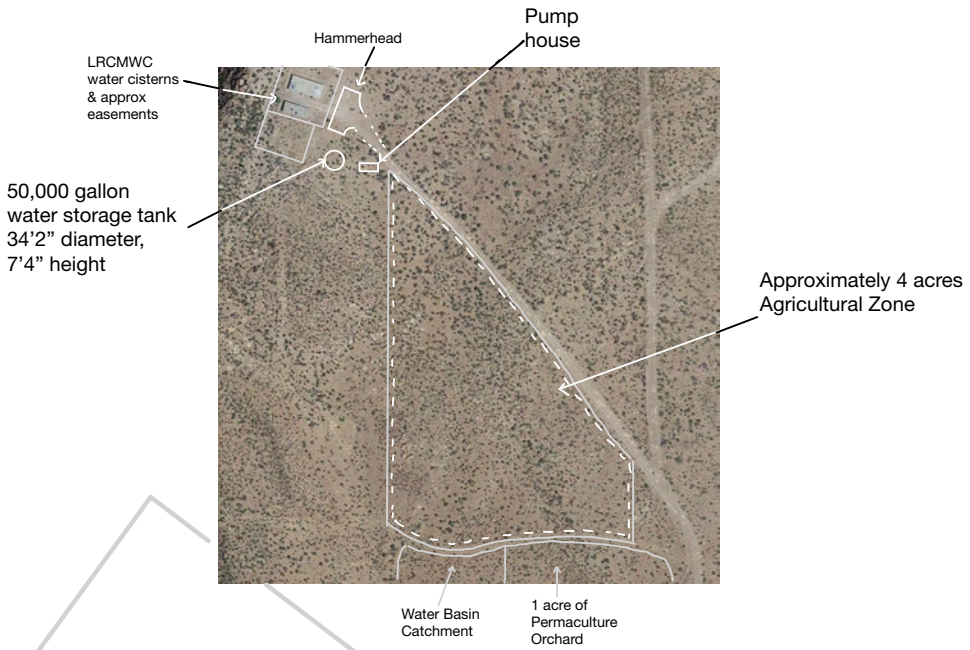 Pump
house
Hammerhead
LRCMWC
water cisterns
& approx
easements
50,000 gallon
water storage tank
34’2” diameter,
7’4” height
Approximately 4 acres
Agricultural Zone
Water Basin
Catchment
1 acre of
Permaculture
Orchard